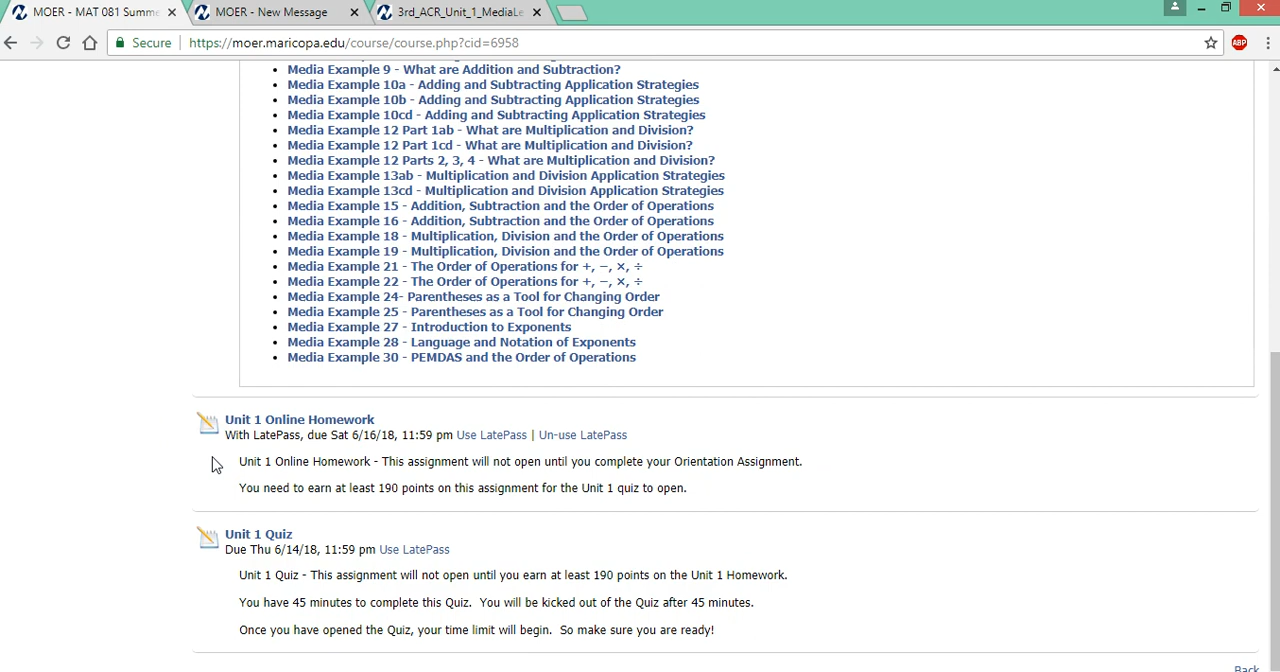 MOER - MAT 081 Summe
MOER - New Message
3rd_ACR_Unit_1_MediaLe
Secure
https://moer.maricopa.edu/course/course.php?cid=6958
ABP
Media Example 9 - What are Addition and Subtraction?
Media Example 10a - Adding and Subtracting Application Strategies
Media Example 10b - Adding and Subtracting Application Strategies
Media Example 10cd - Adding and Subtracting Application Strategies
Media Example 12 Part 1ab - What are Multiplication and Division?
Media Example 12 Part 1cd - What are Multiplication and Division?
Media Example 12 Parts 2, 3, 4 - What are Multiplication and Division?
Media Example 13ab - Multiplication and Division Application Strategies
Media Example 13cd - Multiplication and Division Application Strategies
Media Example 15 - Addition, Subtraction and the Order of Operations
Media Example 16 - Addition, Subtraction and the Order of Operations
Media Example 18 - Multiplication, Division and the Order of Operations
Media Example 19 - Multiplication, Division and the Order of Operations
Media Example 21 - The Order of Operations for +, −, ×, ÷
Media Example 22 - The Order of Operations for +, −, ×, ÷
Media Example 24- Parentheses as a Tool for Changing Order
Media Example 25 - Parentheses as a Tool for Changing Order
Media Example 27 - Introduction to Exponents
Media Example 28 - Language and Notation of Exponents
Media Example 30 - PEMDAS and the Order of Operations
Unit 1 Online Homework
With LatePass, due Sat 6/16/18, 11:59 pm Use LatePass | Un-use LatePass
Unit 1 Online Homework - This assignment will not open until you complete your Orientation Assignment.
You need to earn at least 190 points on this assignment for the Unit 1 quiz to open.
Unit 1 Quiz
Due Thu 6/14/18, 11:59 pm Use LatePass
Unit 1 Quiz - This assignment will not open until you earn at least 190 points on the Unit 1 Homework.
You have 45 minutes to complete this Quiz. You will be kicked out of the Quiz after 45 minutes.
Once you have opened the Quiz, your time limit will begin. So make sure you are ready!
Back